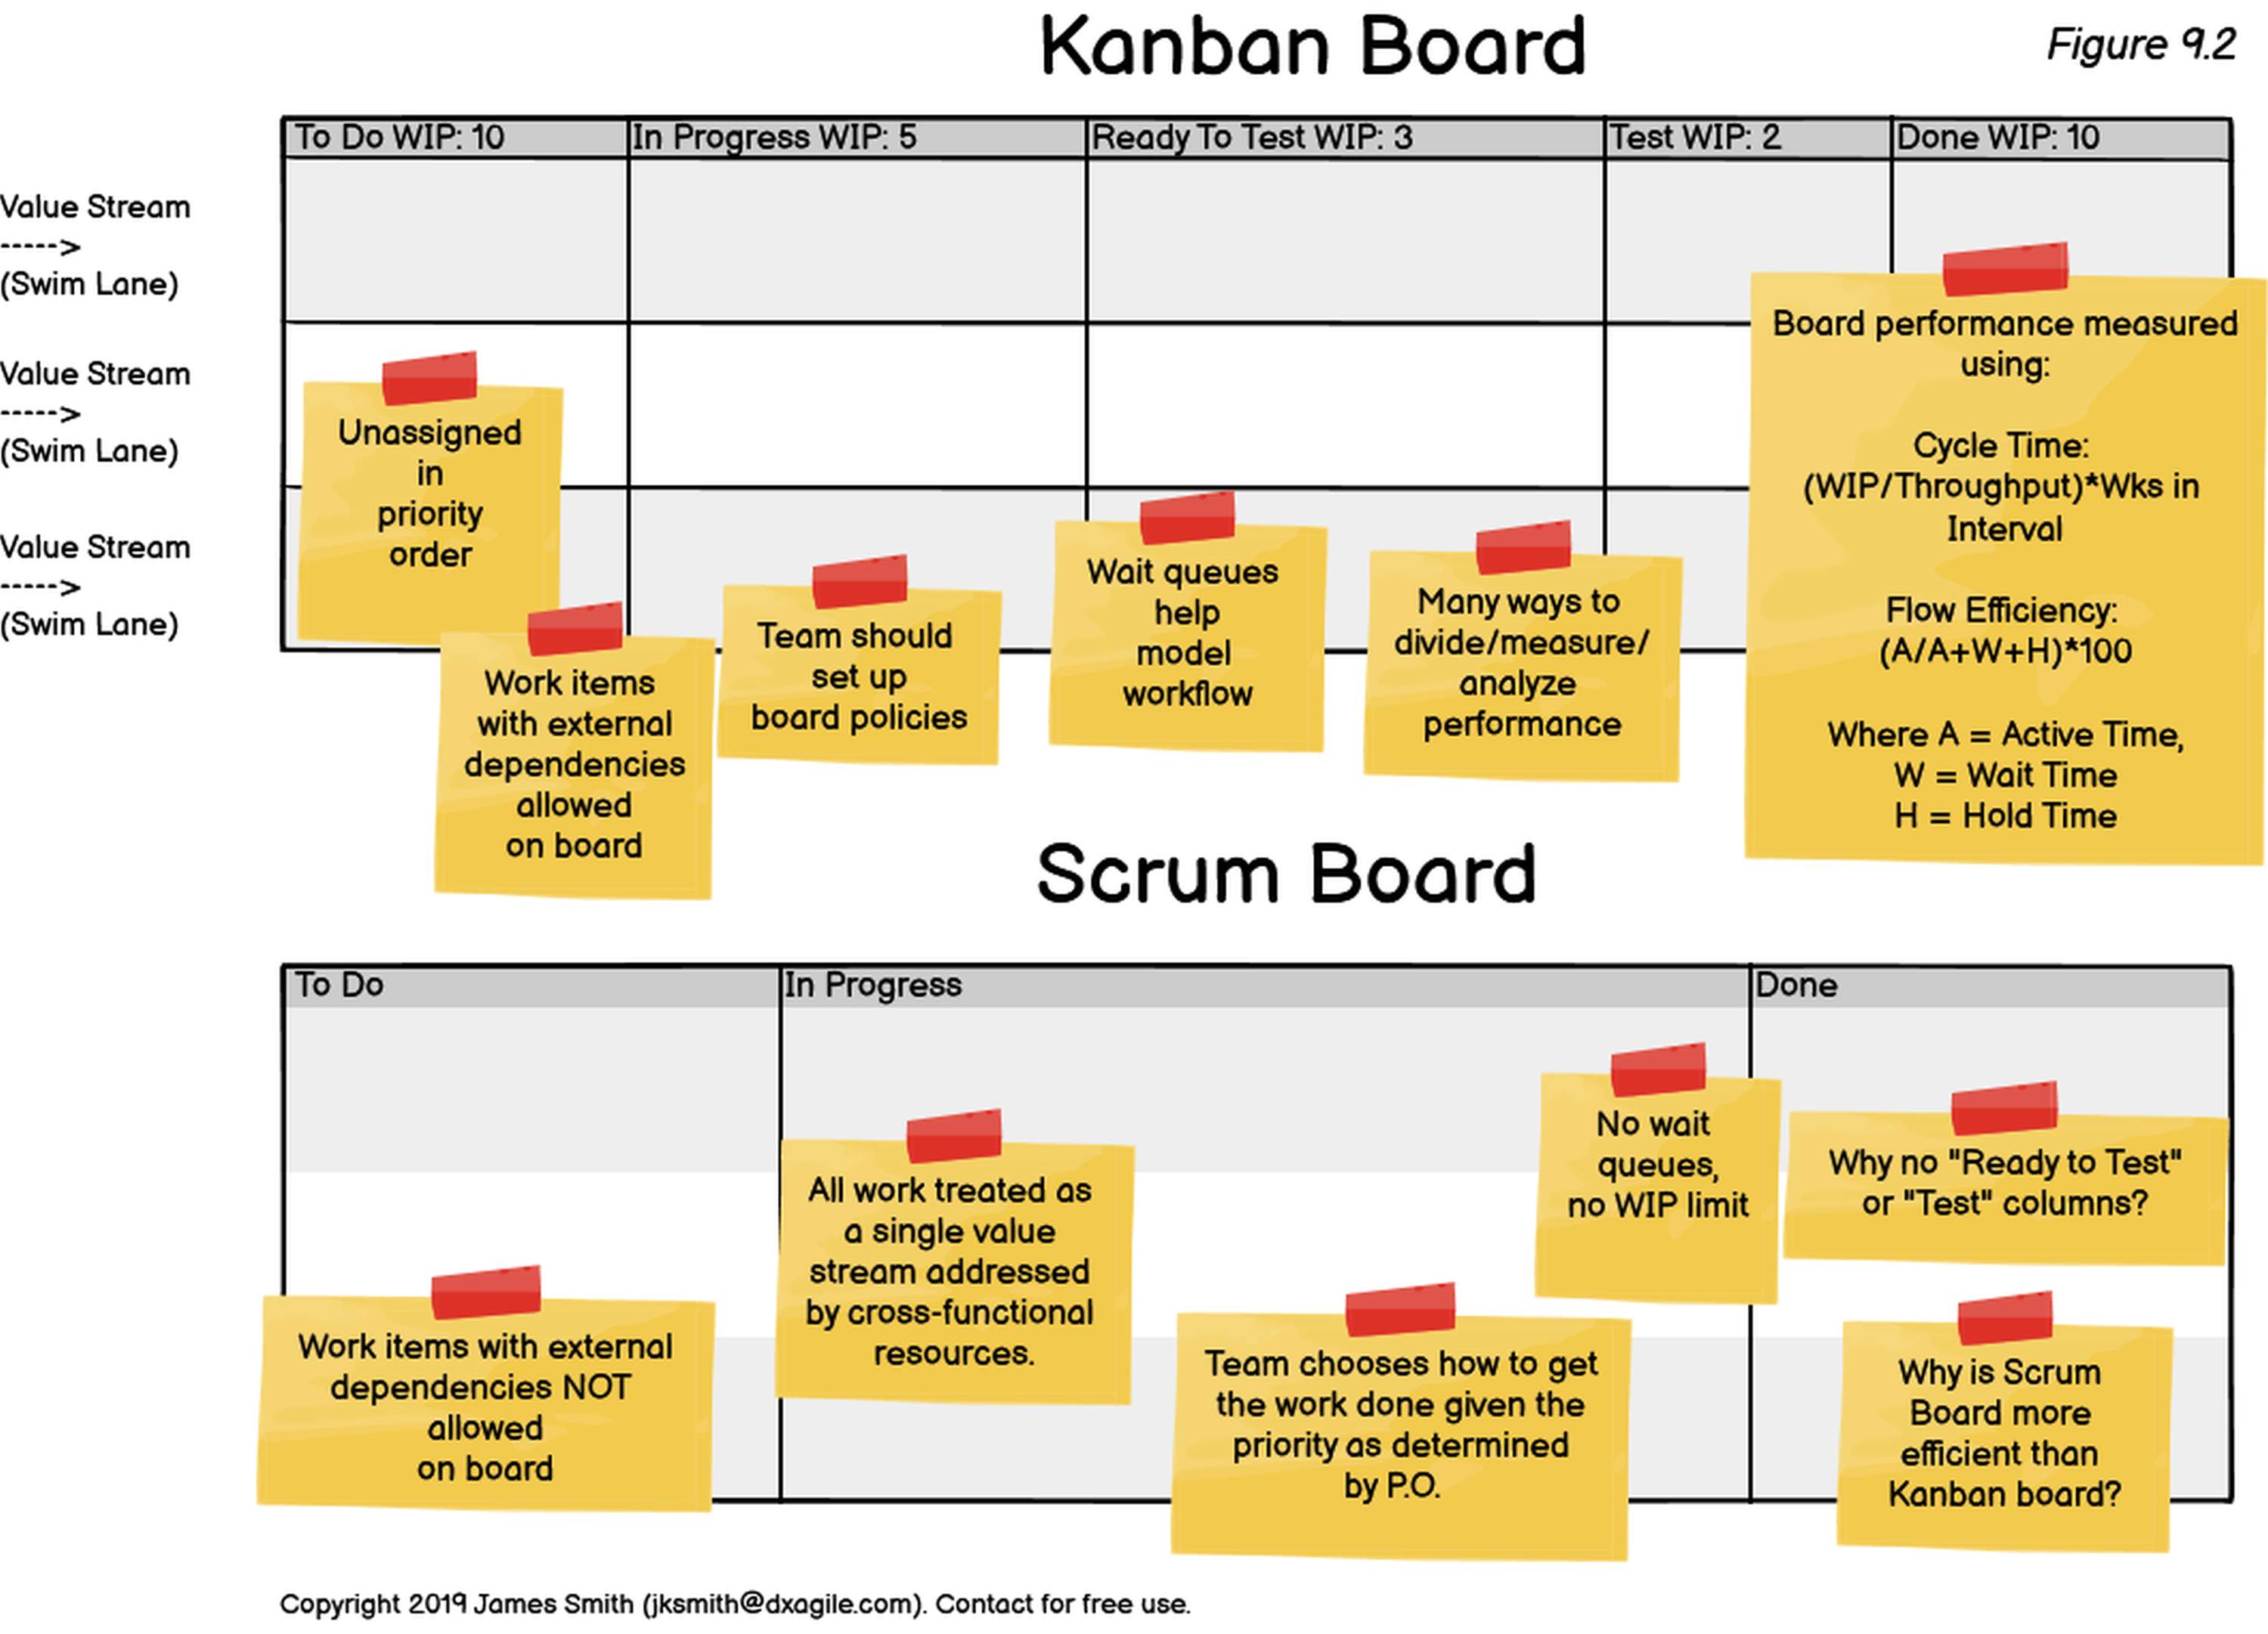 Kanban Board
Figure 9.2
To Do WIP: 10
In Progress WIP: 5
Ready To Test WIP: 3
Test WIP: 2
Done WIP: 10
Value Stream
----->
(Swim Lane)
Value Stream
----->
(Swim Lane)
Value Stream
----->
(Swim Lane)
Unassigned
in
priority
order
Work items
with external
dependencies
allowed
on board
Team should
set up
board policies
Wait queues
help
model
workflow
Many ways to
divide/measure/
analyze
performance
Board performance measured
using:
Cycle Time:
(WIP/Throughput)*Wks in
Interval
Flow Efficiency:
(A/A+W+H)*100
Where A = Active Time,
W = Wait Time
H = Hold Time
Scrum Board
To Do
In Progress
Done
Work items with external
dependencies NOT
allowed
on board
All work treated as
a single value
stream addressed
by cross-functional
resources.
Team chooses how to get
the work done given the
priority as determined
by P.O.
No wait
queues,
no WIP limit
Why no "Ready to Test"
or "Test" columns?
Why is Scrum
Board more
efficient than
Kanban board?
Copyright 2019 James Smith (jksmith@dxagile.com). Contact for free use.